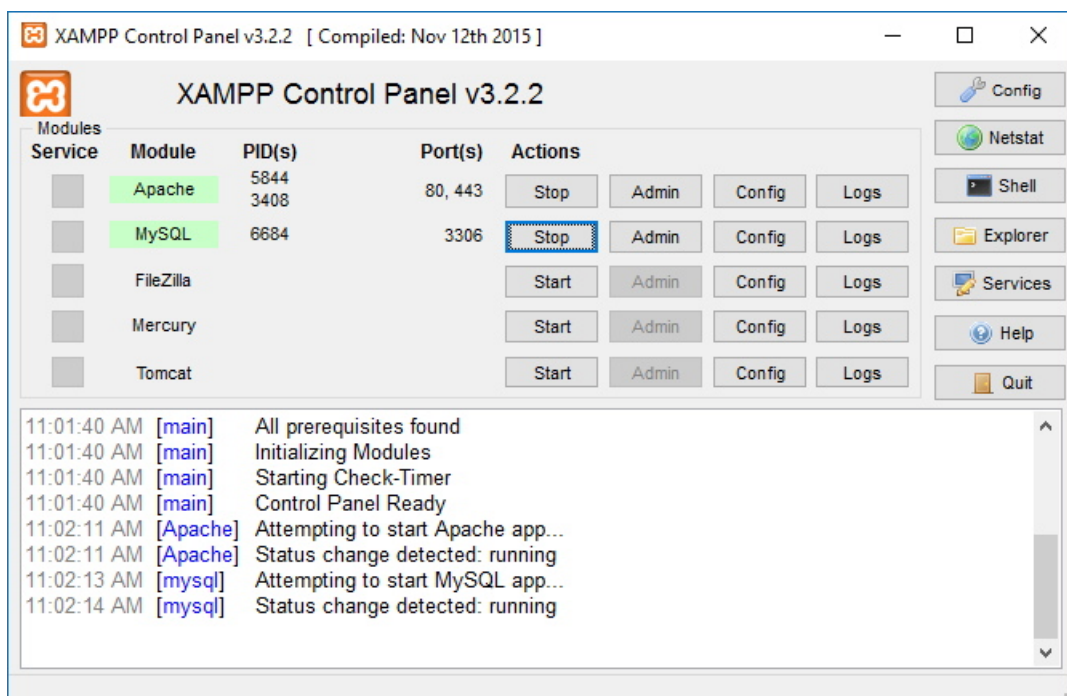 XAMPP Control Panel v3.2.2 [ Compiled: Nov 12th 2015 ]
XAMPP Control Panel v3.2.2
Config
Modules
Netstat
Service Module PID(s) Port(s) Actions
Apache 5844 3408 80, 443 Stop Admin Config Logs
Shell
MySQL 6684 3306 Stop Admin Config Logs
Explorer
FileZilla Start Admin Config Logs
Services
Mercury Start Admin Config Logs
Help
Tomcat Start Admin Config Logs
Quit
11:01:40 AM [main] All prerequisites found
11:01:40 AM [main] Initializing Modules
11:01:40 AM [main] Starting Check-Timer
11:01:40 AM [main] Control Panel Ready
11:02:11 AM [Apache] Attempting to start Apache app...
11:02:11 AM [Apache] Status change detected: running
11:02:13 AM [mysql] Attempting to start MySQL app...
11:02:14 AM [mysql] Status change detected: running